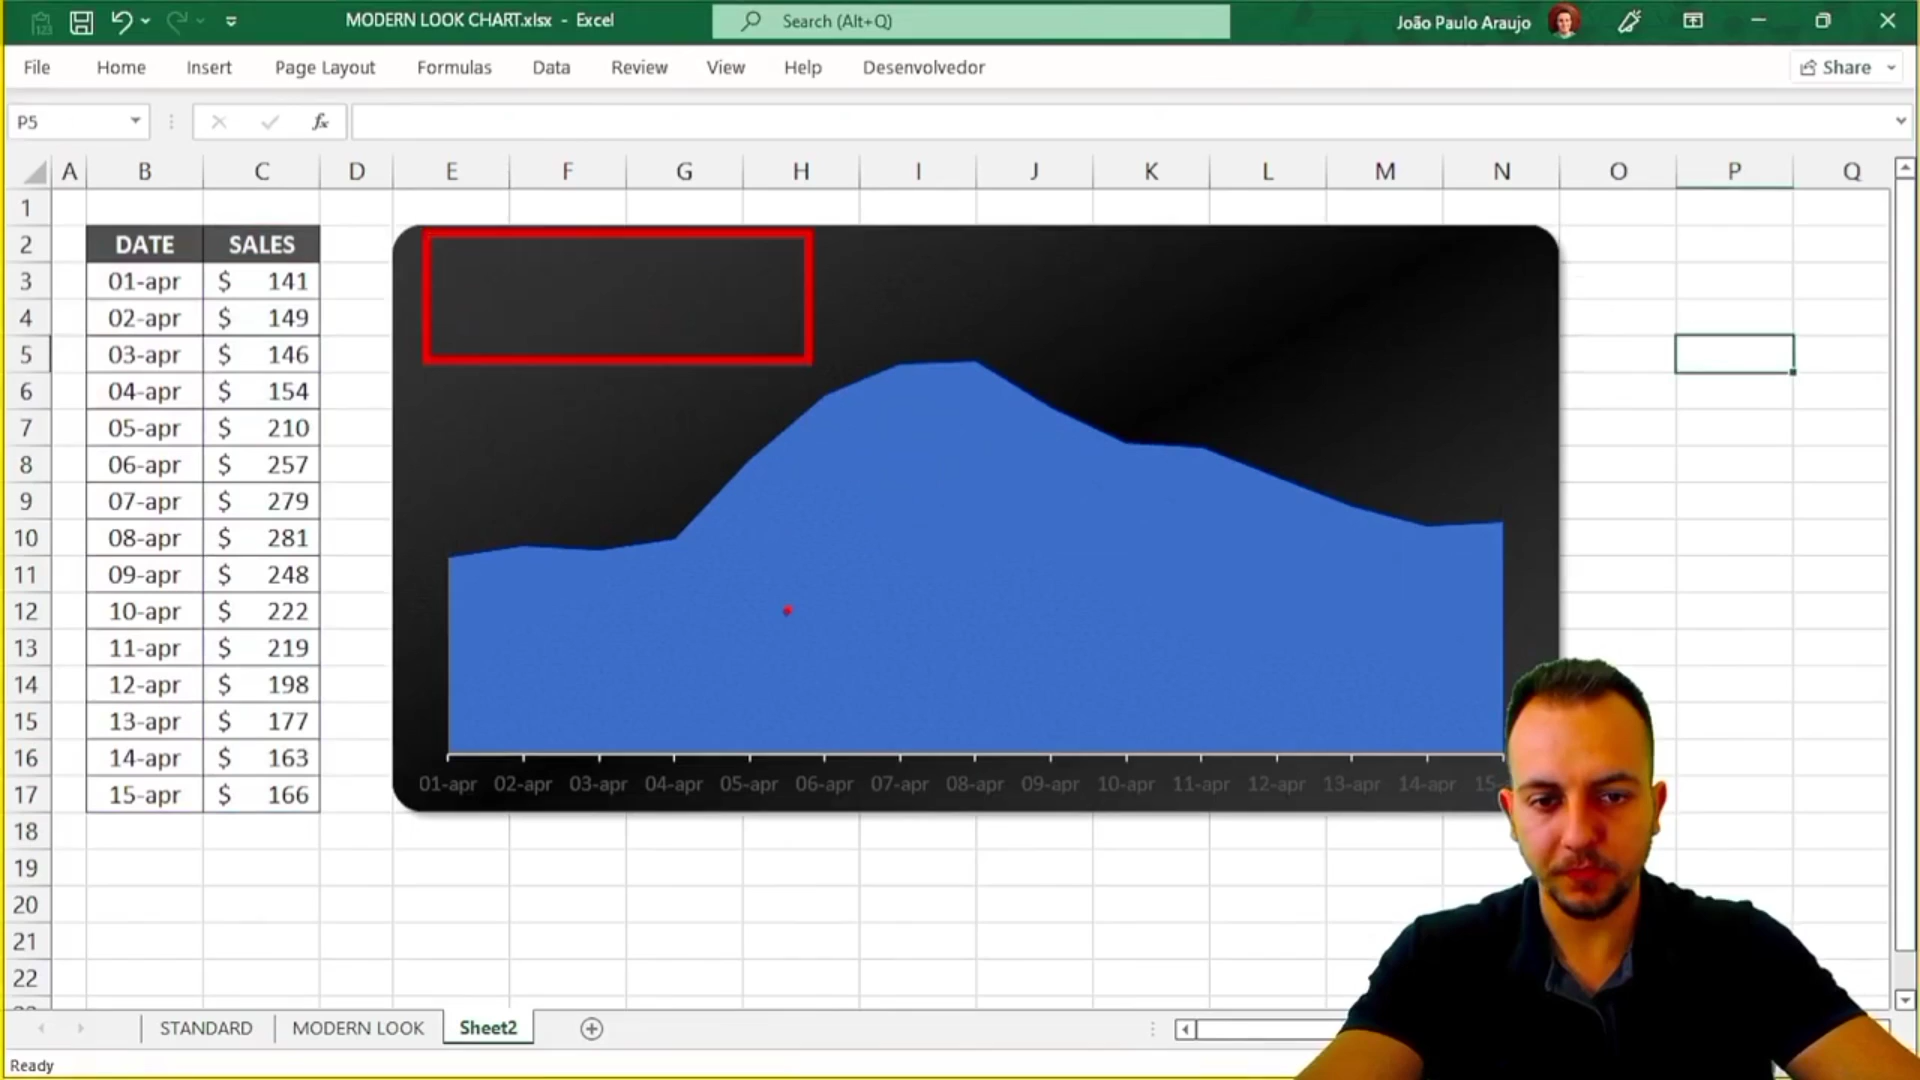 MODERN LOOK CHART.xlsx - Excel
Search (Alt+Q)
João Paulo Araujo
File Home Insert Page Layout Formulas Data Review View Help Desenvolvedor
Share
P5
fx
A B C D E F G H I J K L M N O P Q
1
2 DATE SALES
3 01-apr $ 141
4 02-apr $ 149
5 03-apr $ 146
6 04-apr $ 154
7 05-apr $ 210
8 06-apr $ 257
9 07-apr $ 279
10 08-apr $ 281
11 09-apr $ 248
12 10-apr $ 222
13 11-apr $ 219
14 12-apr $ 198
15 13-apr $ 177
16 14-apr $ 163
17 15-apr $ 166
18
19
20
21
22
01-apr 02-apr 03-apr 04-apr 05-apr 06-apr 07-apr 08-apr 09-apr 10-apr 11-apr 12-apr 13-apr 14-apr
STANDARD MODERN LOOK Sheet2
Ready